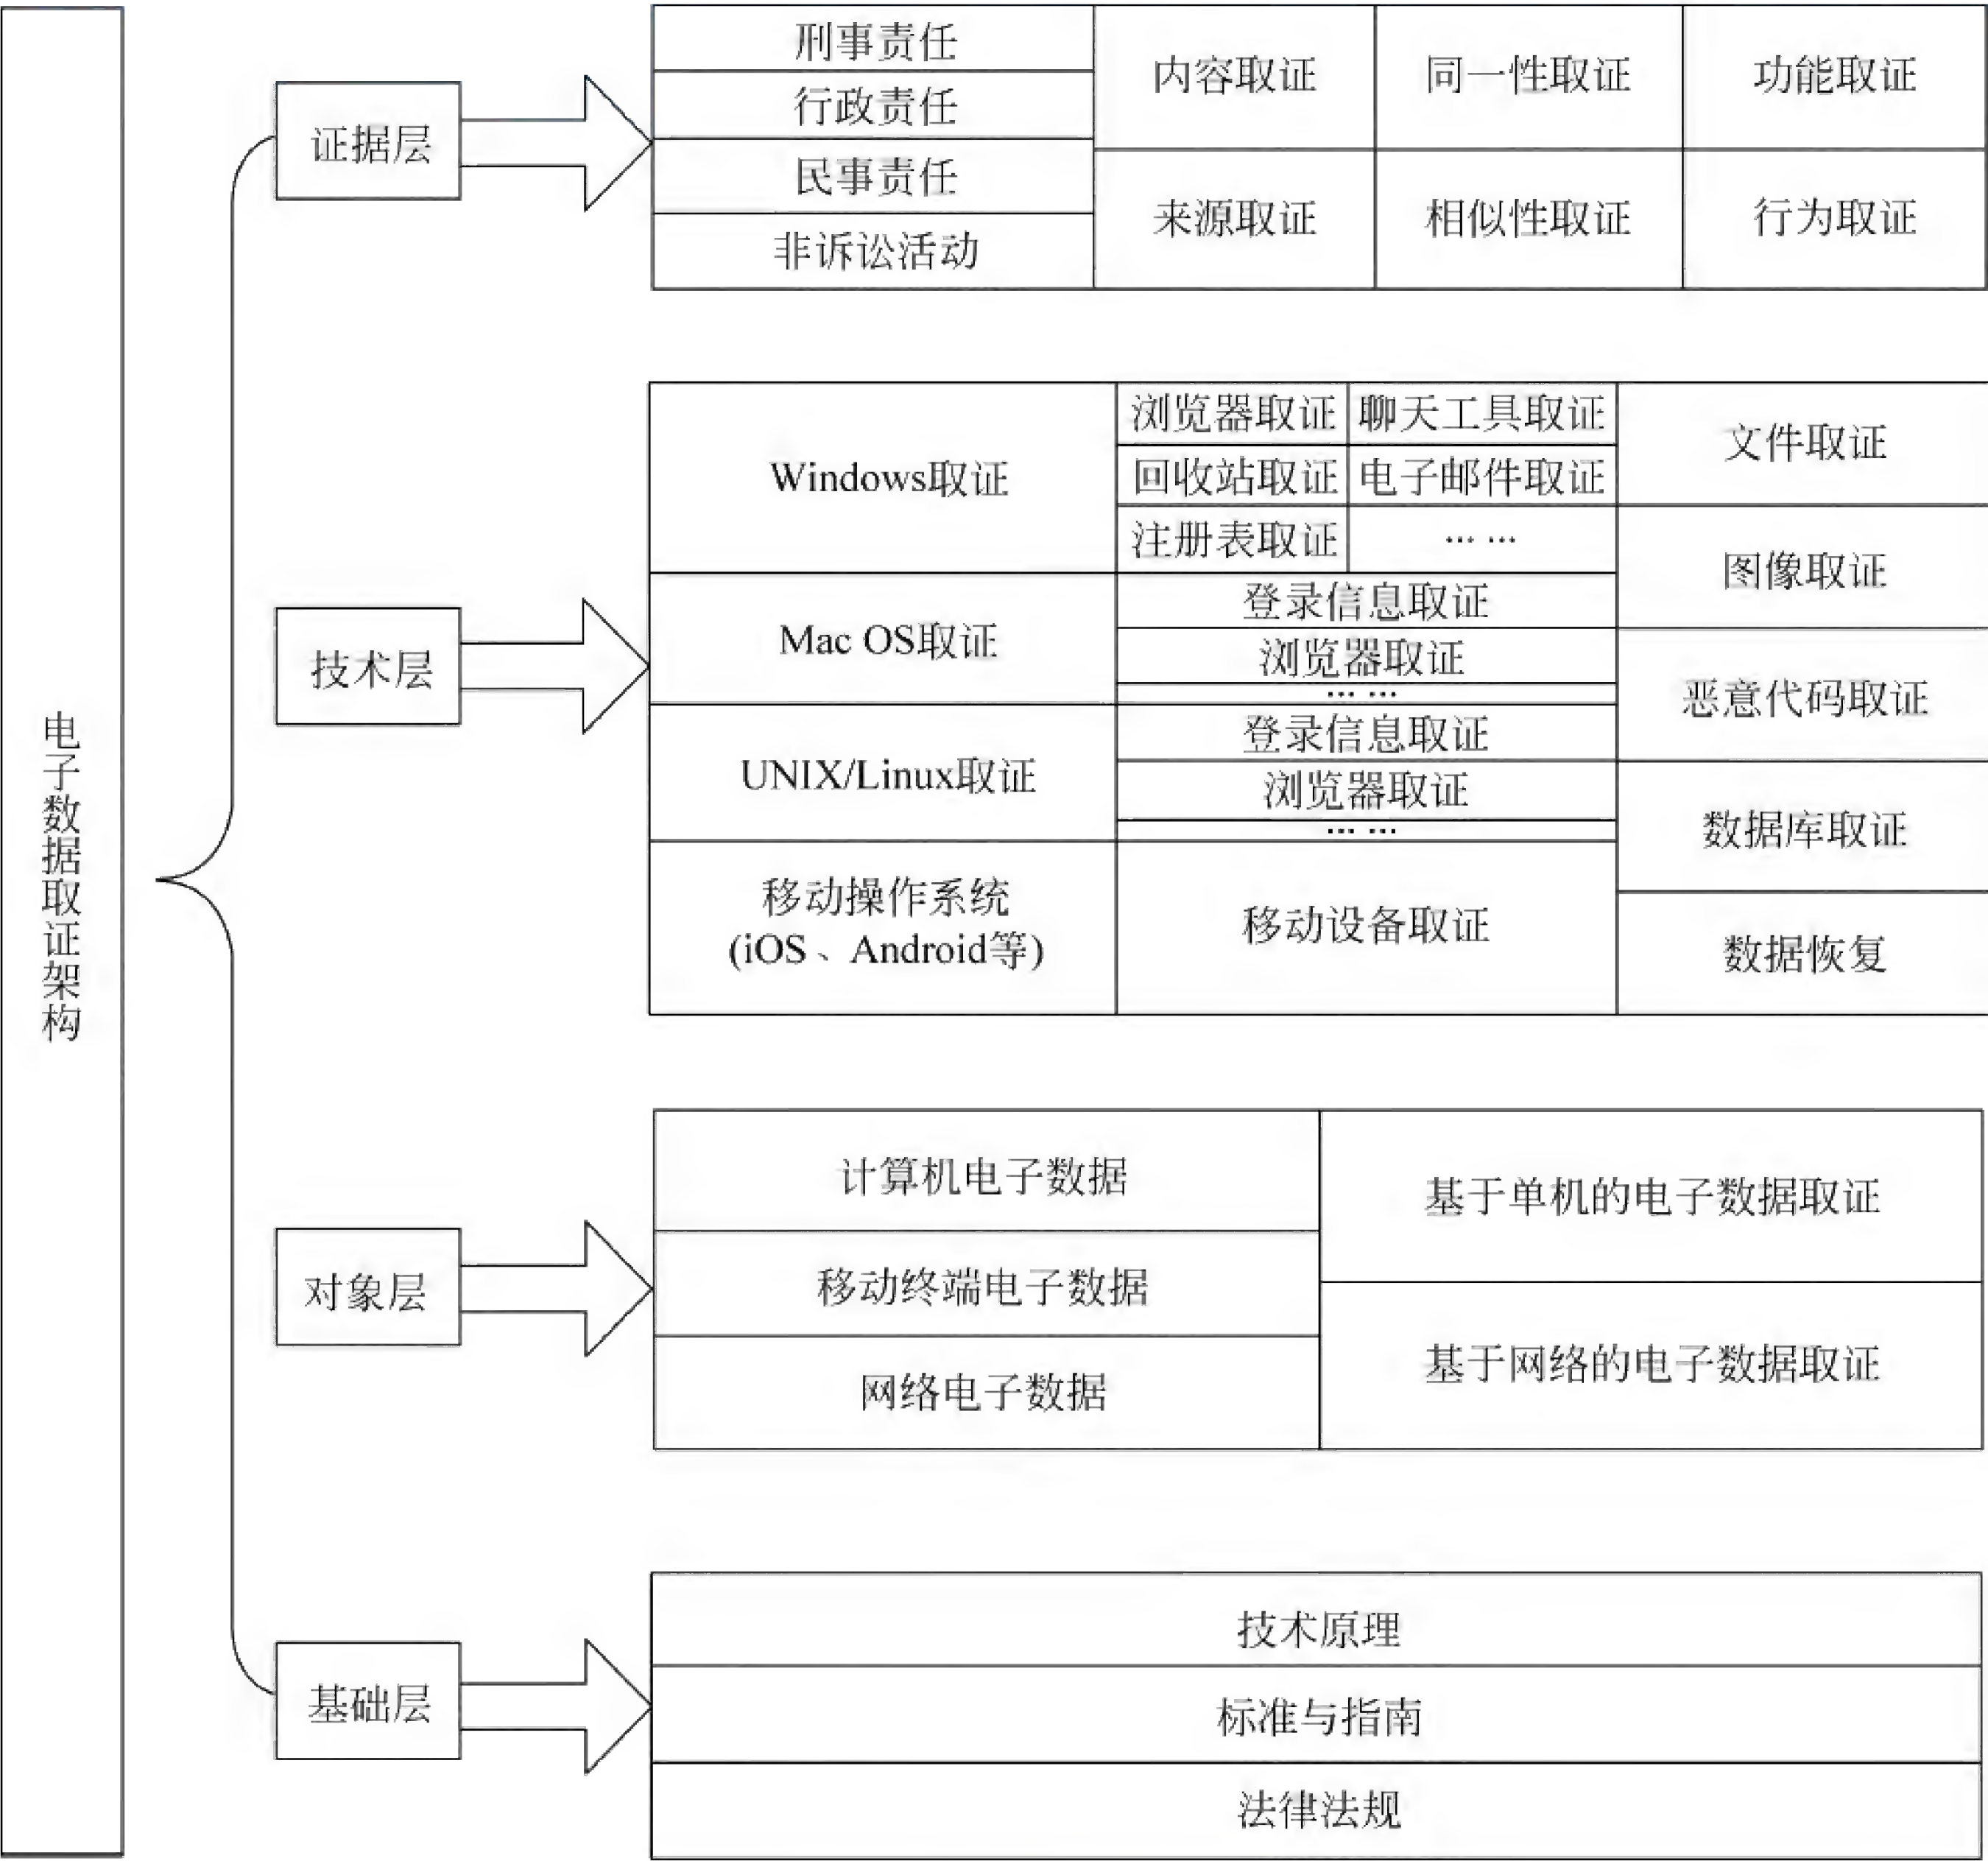 电子数据取证架构
证据层
刑事责任
行政责任
民事责任
非诉讼活动
内容取证
同一性取证
功能取证
来源取证
相似性取证
行为取证
技术层
Windows取证
浏览器取证
聊天工具取证
回收站取证
电子邮件取证
注册表取证
… …
Mac OS取证
登录信息取证
浏览器取证
… …
UNIX/Linux取证
登录信息取证
浏览器取证
… …
移动操作系统
(iOS、Android等)
移动设备取证
文件取证
图像取证
恶意代码取证
数据库取证
数据恢复
对象层
计算机电子数据
移动终端电子数据
网络电子数据
基于单机的电子数据取证
基于网络的电子数据取证
基础层
技术原理
标准与指南
法律法规